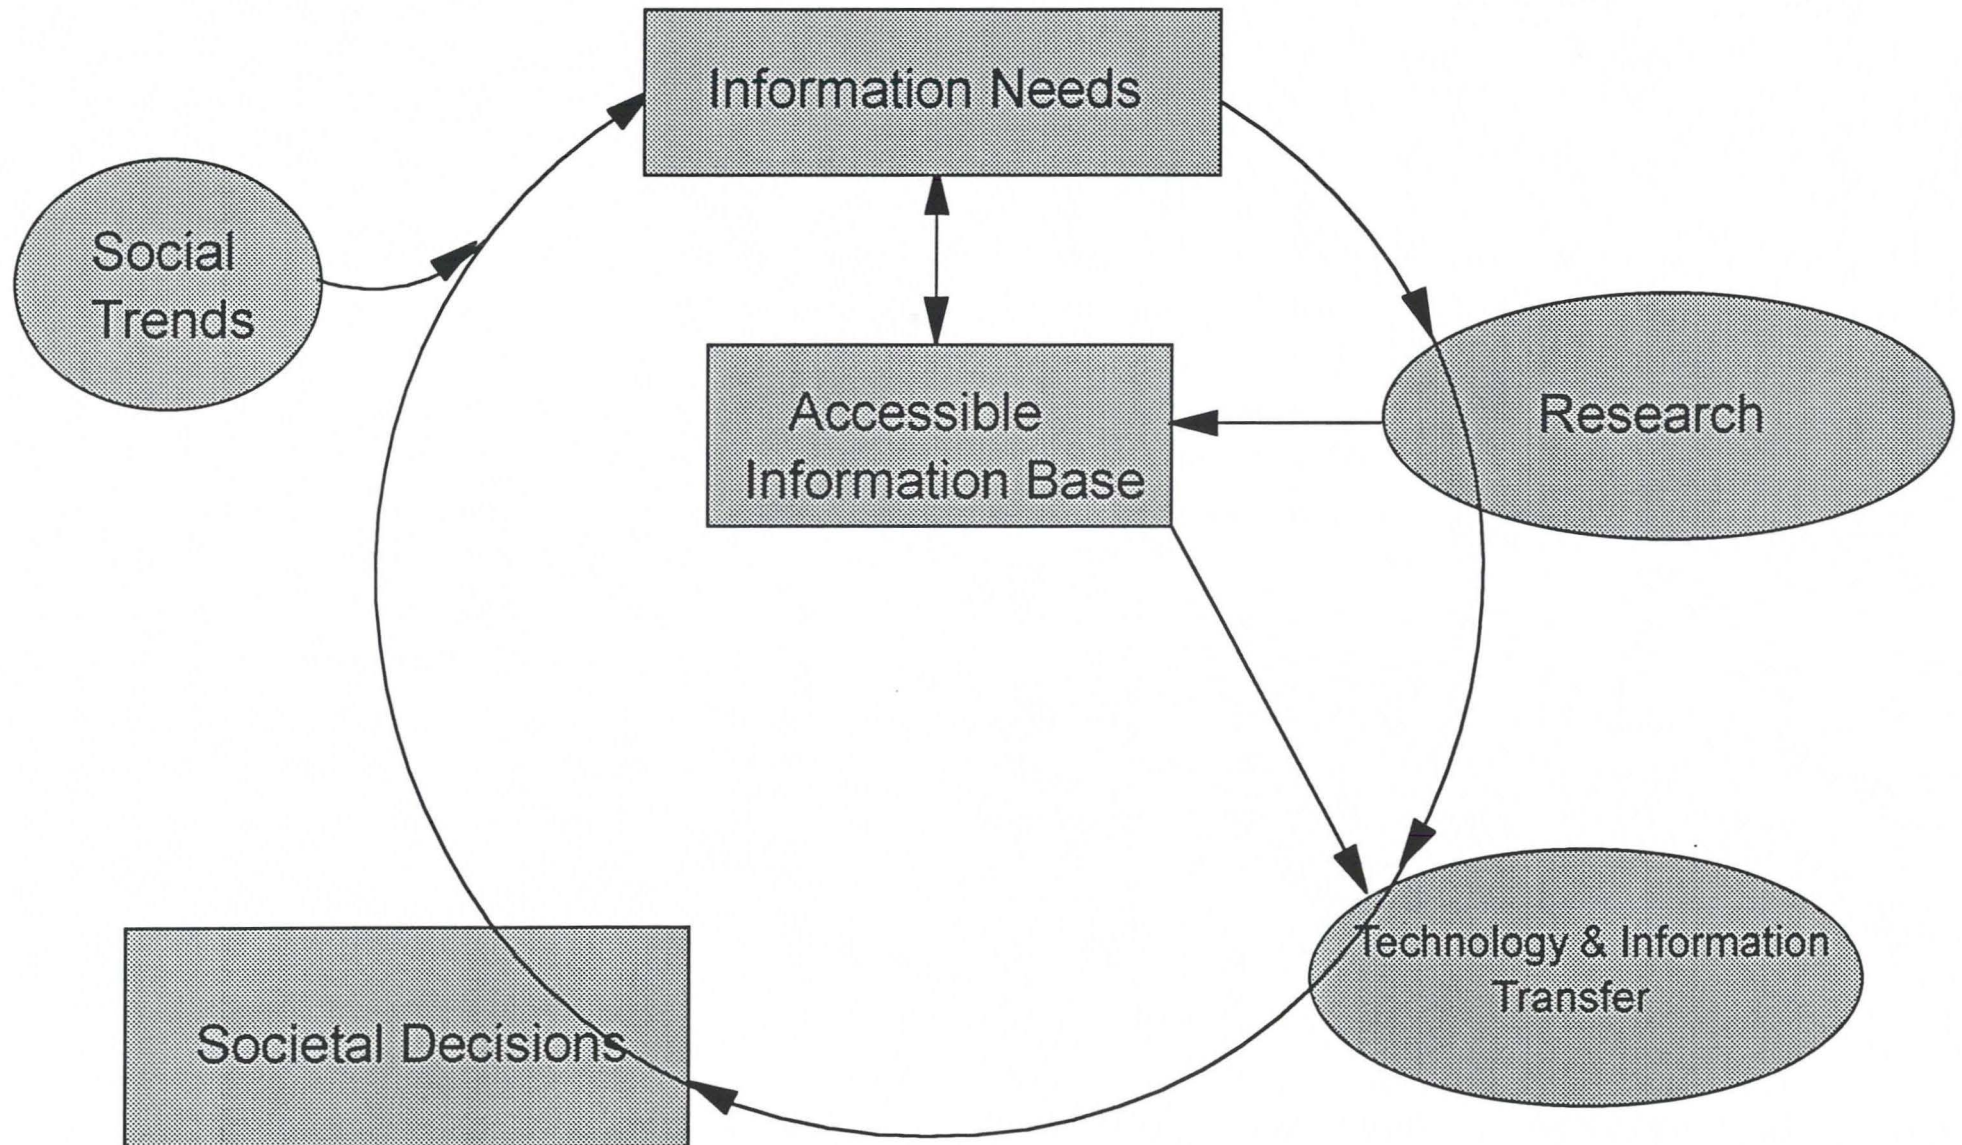 Information Needs
Social
Trends
Accessible
Information Base
Research
Technology & Information
Transfer
Societal Decisions